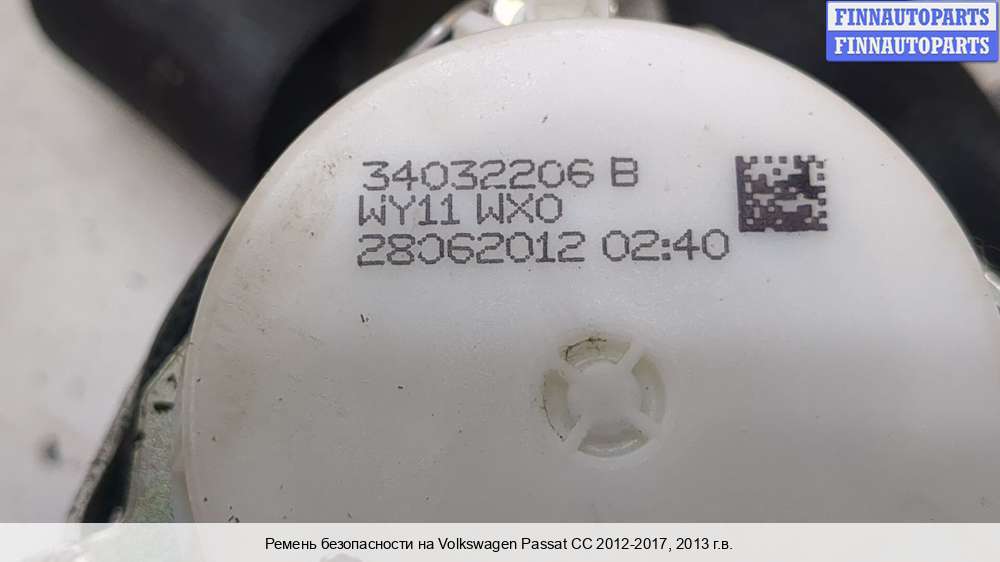 FINNAUTOPARTS
FINNAUTOPARTS
34032206 B
WY11 WX0
28062012 02:40
Ремень безопасности на Volkswagen Passat CC 2012-2017, 2013 г.в.